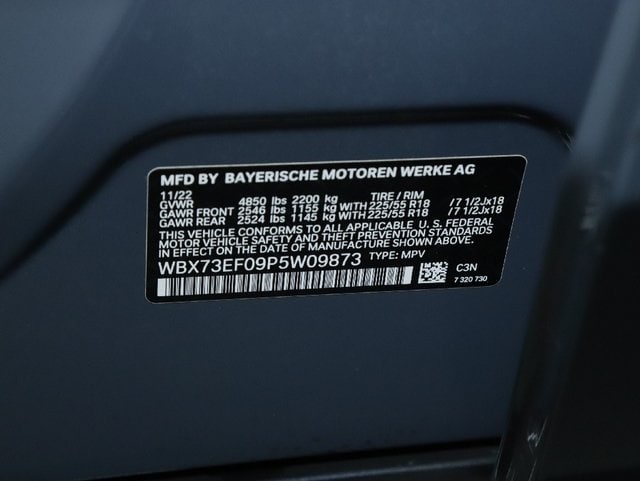 MFD BY BAYERISCHE MOTOREN WERKE AG
11/22 TIRE / RIM
GVWR 4850 lbs 2200 kg
GAWR FRONT 2546 lbs 1155 kg WITH 225/55 R18 /7 1/2Jx18
GAWR REAR 2524 lbs 1145 kg WITH 225/55 R18 /7 1/2Jx18
THIS VEHICLE CONFORMS TO ALL APPLICABLE U. S. FEDERAL
MOTOR VEHICLE SAFETY, BUMPER, AND THEFT PREVENTION STANDARDS
IN EFFECT ON THE DATE OF MANUFACTURE SHOWN ABOVE.
WBX73EF09P5W09873 TYPE: MPV
C3N
7 320 730